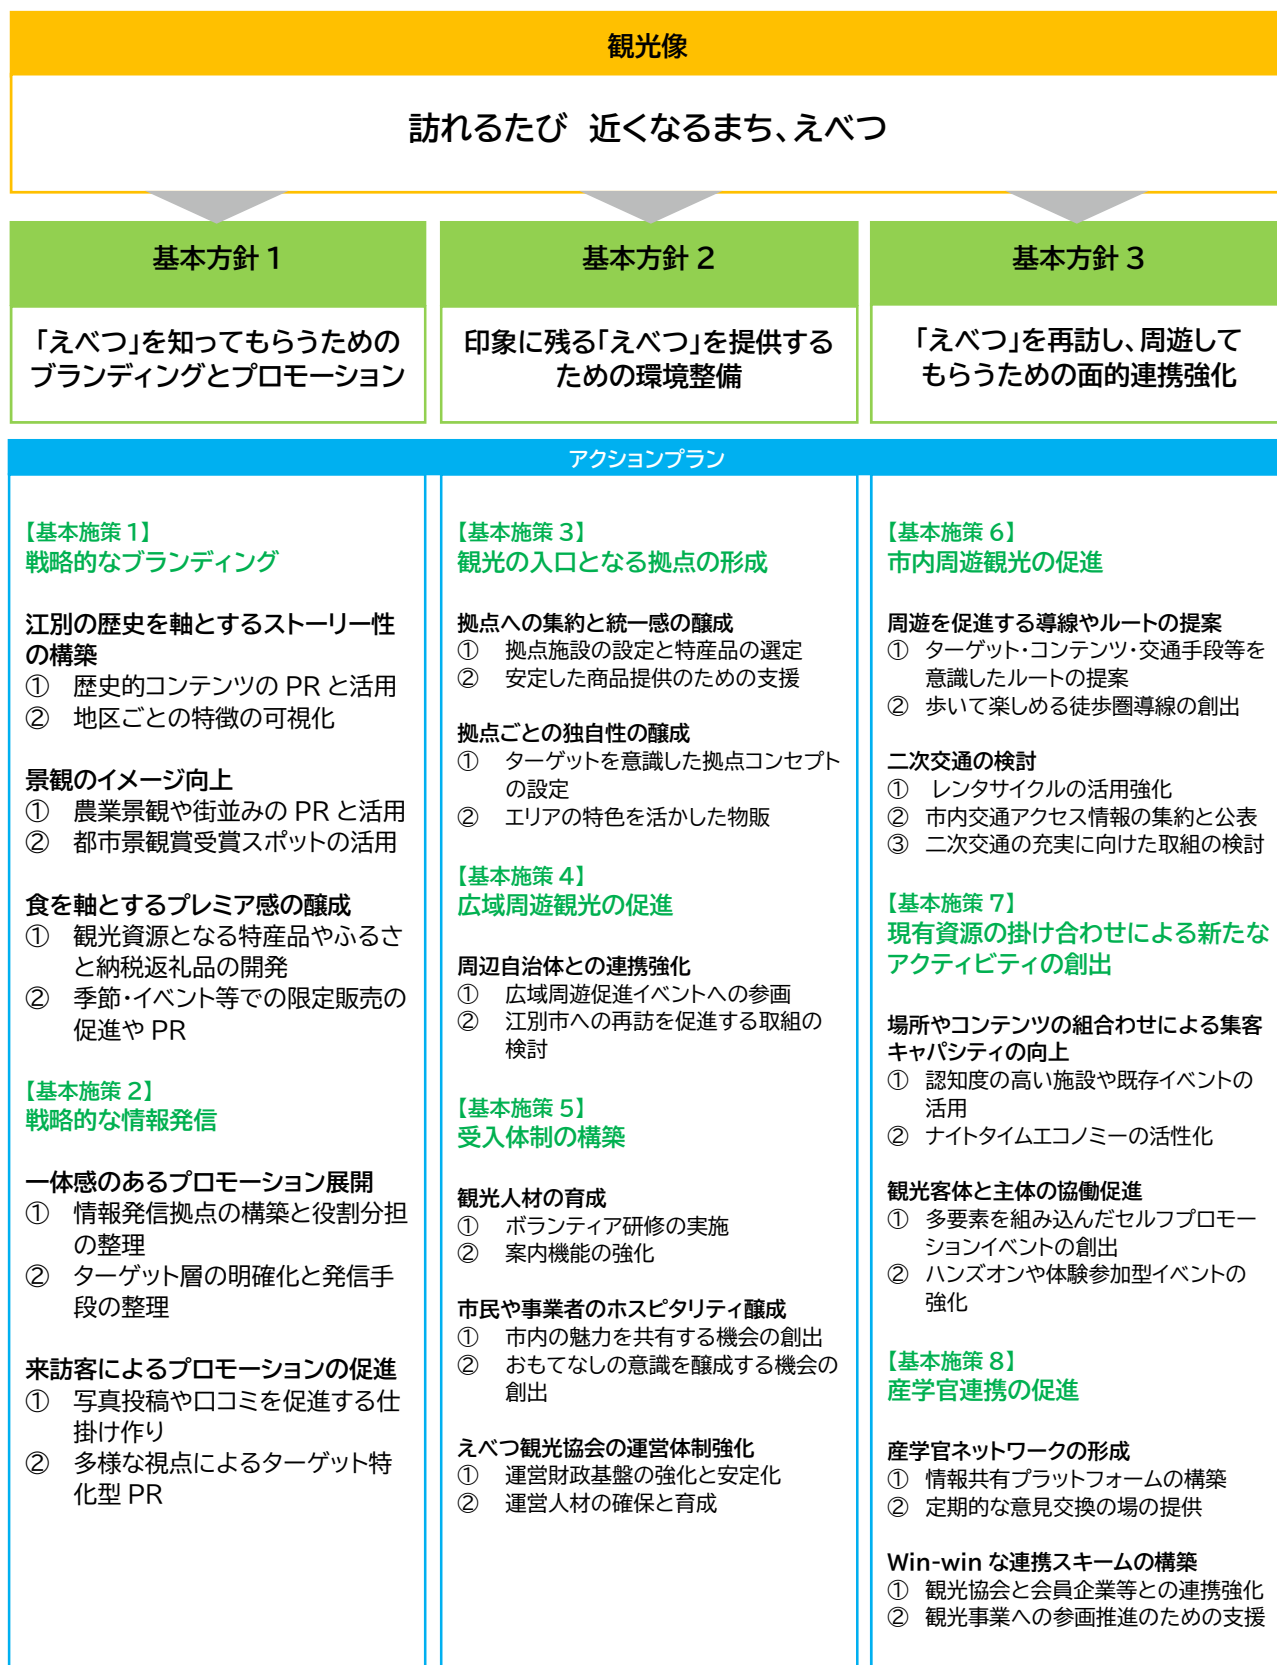 観光像
訪れるたび 近くなるまち、えべつ
基本方針 1
「えべつ」を知ってもらうための
ブランディングとプロモーション
基本方針 2
印象に残る「えべつ」を提供する
ための環境整備
基本方針 3
「えべつ」を再訪し、周遊して
もらうための面的連携強化
アクションプラン
【基本施策 1】
戦略的なブランディング
江別の歴史を軸とするストーリー性
の構築
① 歴史的コンテンツの PR と活用
② 地区ごとの特徴の可視化
景観のイメージ向上
① 農業景観や街並みの PR と活用
② 都市景観賞受賞スポットの活用
食を軸とするプレミア感の醸成
① 観光資源となる特産品やふるさ
と納税返礼品の開発
② 季節・イベント等での限定販売の
促進や PR
【基本施策 2】
戦略的な情報発信
一体感のあるプロモーション展開
① 情報発信拠点の構築と役割分担
の整理
② ターゲット層の明確化と発信手
段の整理
来訪客によるプロモーションの促進
① 写真投稿や口コミを促進する仕
掛け作り
② 多様な視点によるターゲット特
化型 PR
【基本施策 3】
観光の入口となる拠点の形成
拠点への集約と統一感の醸成
① 拠点施設の設定と特産品の選定
② 安定した商品提供のための支援
拠点ごとの独自性の醸成
① ターゲットを意識した拠点コンセプト
の設定
② エリアの特色を活かした物販
【基本施策 4】
広域周遊観光の促進
周辺自治体との連携強化
① 広域周遊促進イベントへの参画
② 江別市への再訪を促進する取組の
検討
【基本施策 5】
受入体制の構築
観光人材の育成
① ボランティア研修の実施
② 案内機能の強化
市民や事業者のホスピタリティ醸成
① 市内の魅力を共有する機会の創出
② おもてなしの意識を醸成する機会の
創出
えべつ観光協会の運営体制強化
① 運営財政基盤の強化と安定化
② 運営人材の確保と育成
【基本施策 6】
市内周遊観光の促進
周遊を促進する導線やルートの提案
① ターゲット・コンテンツ・交通手段等を
意識したルートの提案
② 歩いて楽しめる徒歩圏導線の創出
二次交通の検討
① レンタサイクルの活用強化
② 市内交通アクセス情報の集約と公表
③ 二次交通の充実に向けた取組の検討
【基本施策 7】
現有資源の掛け合わせによる新たな
アクティビティの創出
場所やコンテンツの組合わせによる集客
キャパシティの向上
① 認知度の高い施設や既存イベントの
活用
② ナイトタイムエコノミーの活性化
観光客体と主体の協働促進
① 多要素を組み込んだセルフプロモー
ションイベントの創出
② ハンズオンや体験参加型イベントの
強化
【基本施策 8】
産学官連携の促進
産学官ネットワークの形成
① 情報共有プラットフォームの構築
② 定期的な意見交換の場の提供
Win-win な連携スキームの構築
① 観光協会と会員企業等との連携強化
② 観光事業への参画推進のための支援